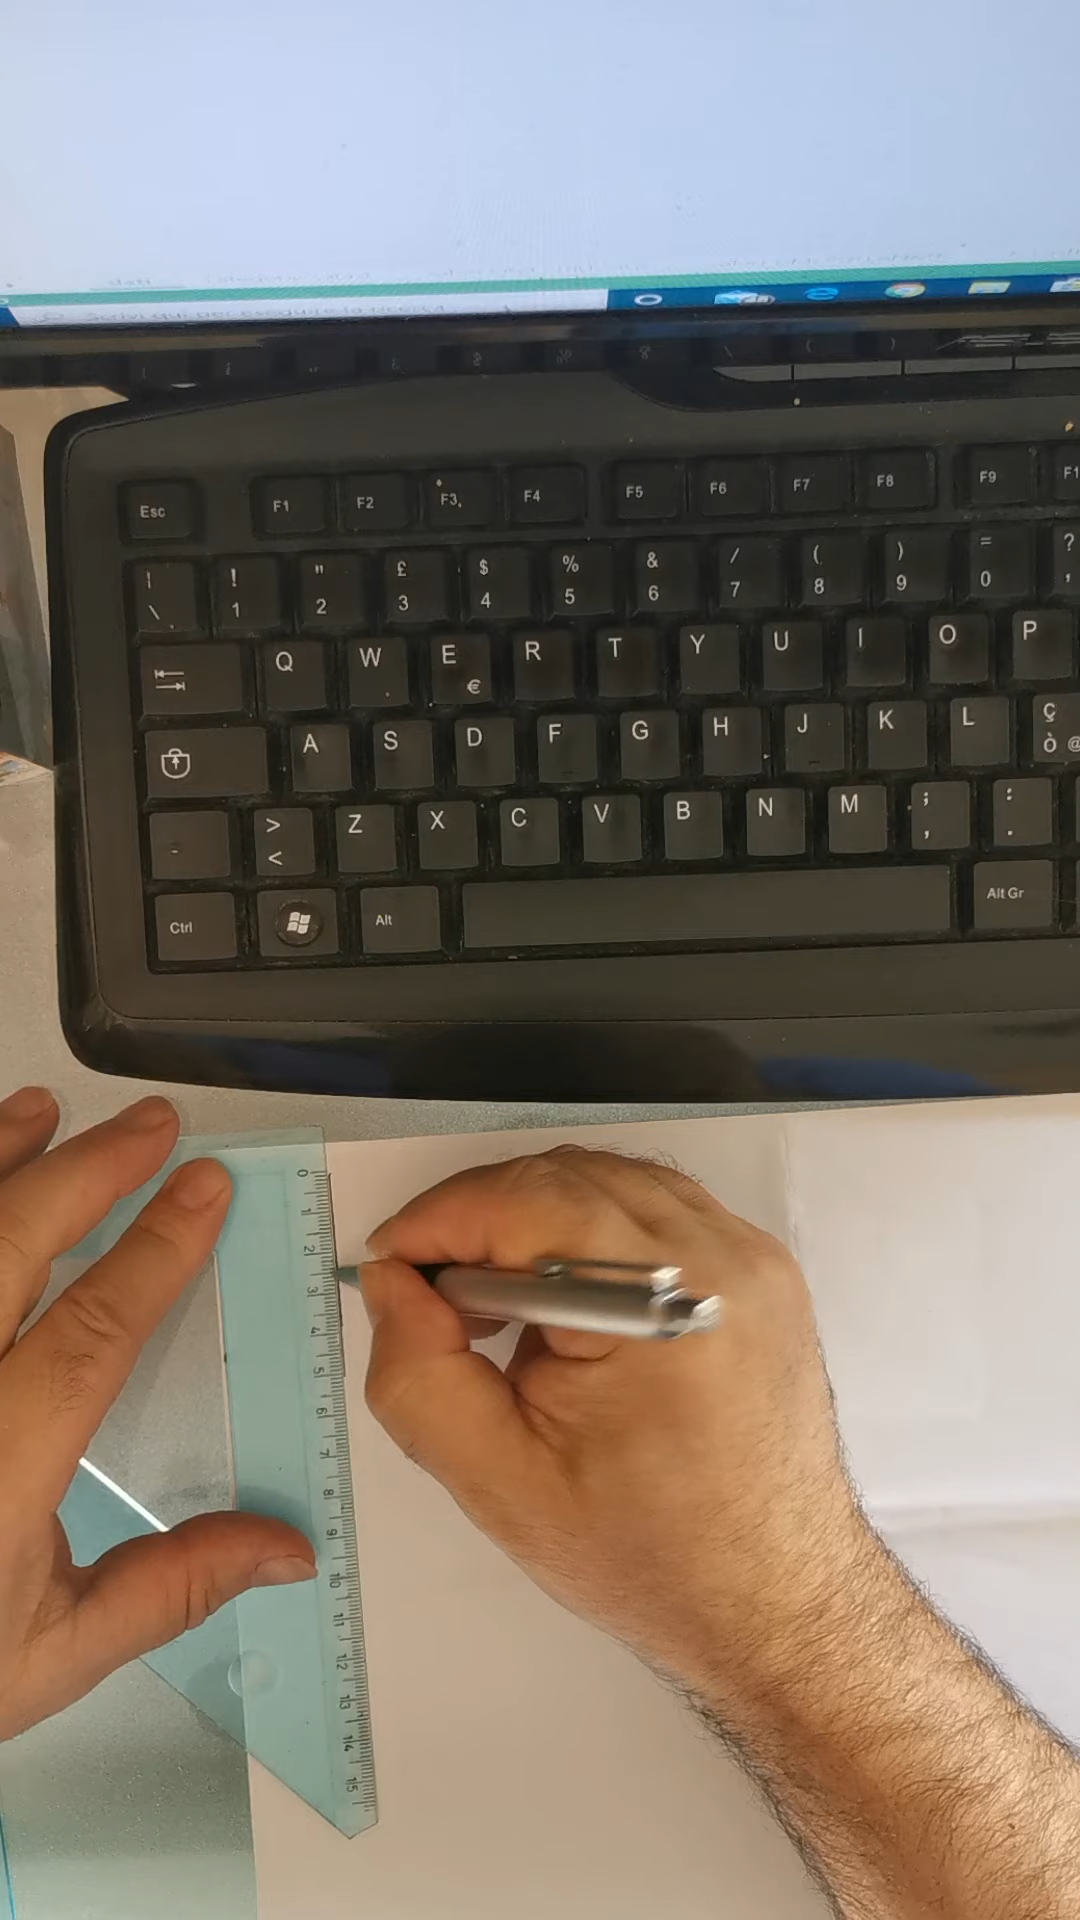 Esc F1 F2 F3 F4 F5 F6 F7 F8 F9 F1
| ! " £ $ % & / ( ) = ?
\ 1 2 3 4 5 6 7 8 9 0 '
Q W E € R T Y U I O P
A S D F G H J K L ç ò @
> < Z X C V B N M ; , : .
Ctrl Alt Alt Gr
0 1 2 3 4 5 6 7 8 9 10 11 12 13 14 15